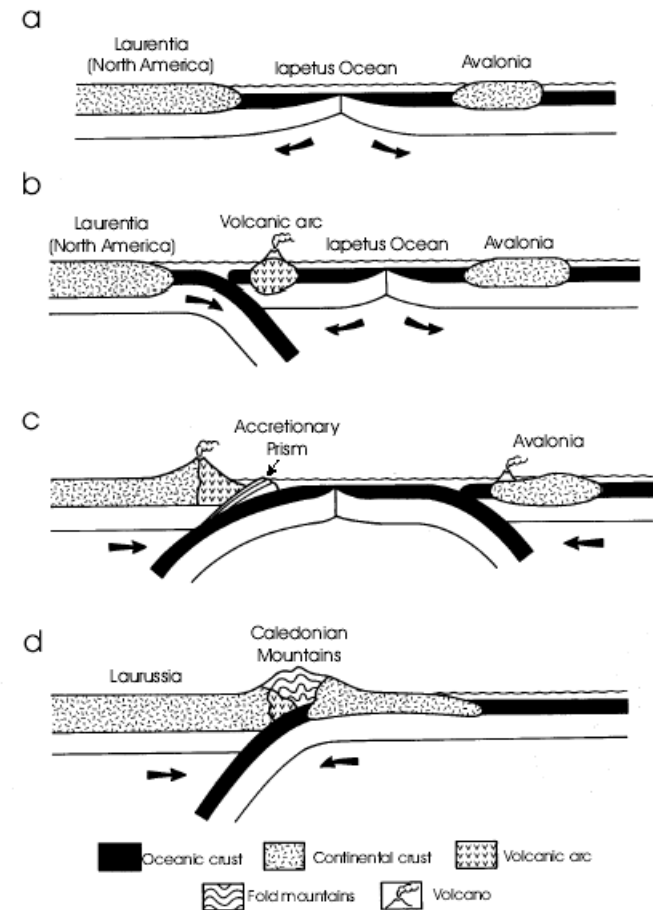 a
Laurentia
(North America)
Iapetus Ocean
Avalonia
b
Laurentia
(North America)
Volcanic arc
Iapetus Ocean
Avalonia
c
Accretionary
Prism
Avalonia
d
Caledonian
Mountains
Laurussia
Oceanic crust
Continental crust
Volcanic arc
Fold mountains
Volcano